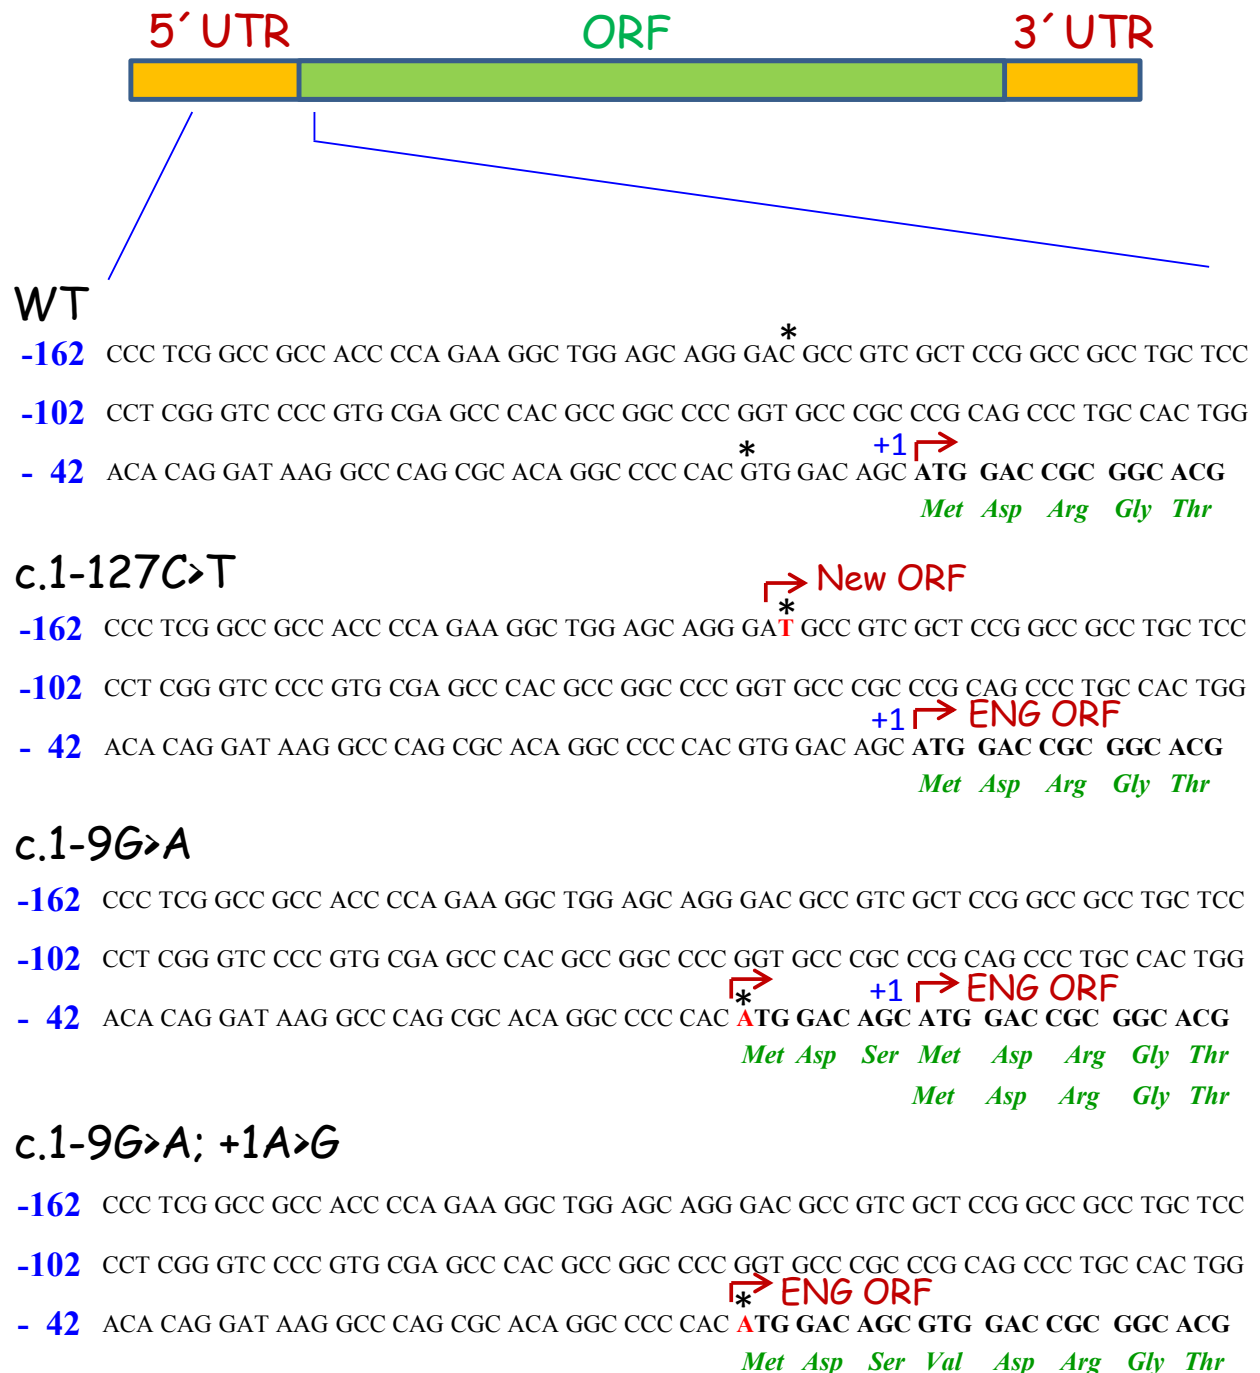 5´UTR ORF 3´UTR
WT
*
-162 CCC TCG GCC GCC ACC CCA GAA GGC TGG AGC AGG GAC GCC GTC GCT CCG GCC GCC TGC TCC
-102 CCT CGG GTC CCC GTG CGA GCC CAC GCC GGC CCC GGT GCC CGC CCG CAG CCC TGC CAC TGG
* +1
- 42 ACA CAG GAT AAG GCC CAG CGC ACA GGC CCC CAC GTG GAC AGC ATG GAC CGC GGC ACG
Met Asp Arg Gly Thr
c.1-127C>T
New ORF
*
-162 CCC TCG GCC GCC ACC CCA GAA GGC TGG AGC AGG GAT GCC GTC GCT CCG GCC GCC TGC TCC
-102 CCT CGG GTC CCC GTG CGA GCC CAC GCC GGC CCC GGT GCC CGC CCG CAG CCC TGC CAC TGG
+1 ENG ORF
- 42 ACA CAG GAT AAG GCC CAG CGC ACA GGC CCC CAC GTG GAC AGC ATG GAC CGC GGC ACG
Met Asp Arg Gly Thr
c.1-9G>A
-162 CCC TCG GCC GCC ACC CCA GAA GGC TGG AGC AGG GAC GCC GTC GCT CCG GCC GCC TGC TCC
-102 CCT CGG GTC CCC GTG CGA GCC CAC GCC GGC CCC GGT GCC CGC CCG CAG CCC TGC CAC TGG
* +1 ENG ORF
- 42 ACA CAG GAT AAG GCC CAG CGC ACA GGC CCC CAC ATG GAC AGC ATG GAC CGC GGC ACG
Met Asp Ser Met Asp Arg Gly Thr
Met Asp Arg Gly Thr
c.1-9G>A; +1A>G
-162 CCC TCG GCC GCC ACC CCA GAA GGC TGG AGC AGG GAC GCC GTC GCT CCG GCC GCC TGC TCC
-102 CCT CGG GTC CCC GTG CGA GCC CAC GCC GGC CCC GGT GCC CGC CCG CAG CCC TGC CAC TGG
* ENG ORF
- 42 ACA CAG GAT AAG GCC CAG CGC ACA GGC CCC CAC ATG GAC AGC GTG GAC CGC GGC ACG
Met Asp Ser Val Asp Arg Gly Thr